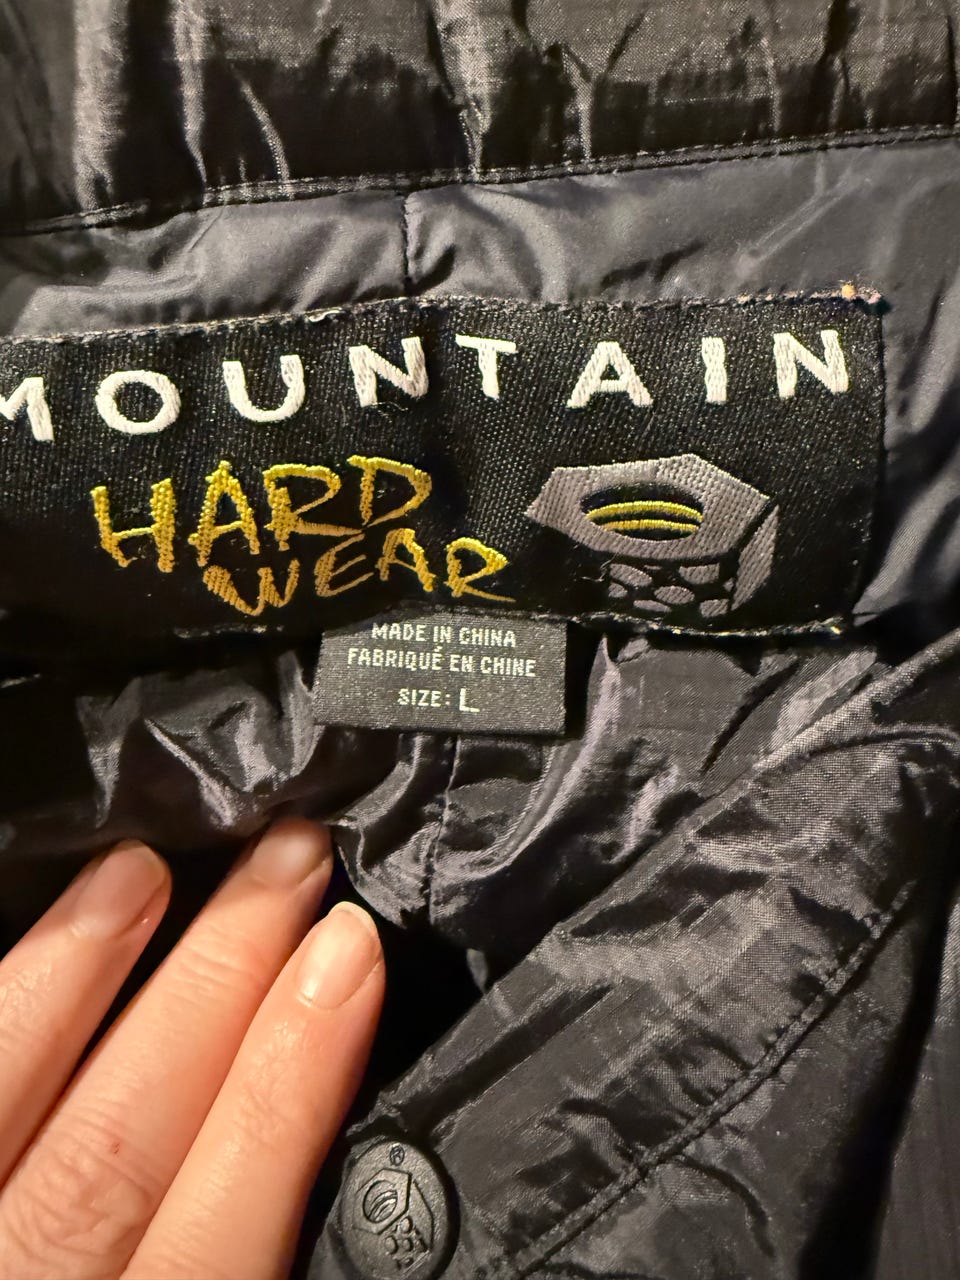 MOUNTAIN
HARD
WEAR
MADE IN CHINA
FABRIQUÉ EN CHINE
SIZE: L
®